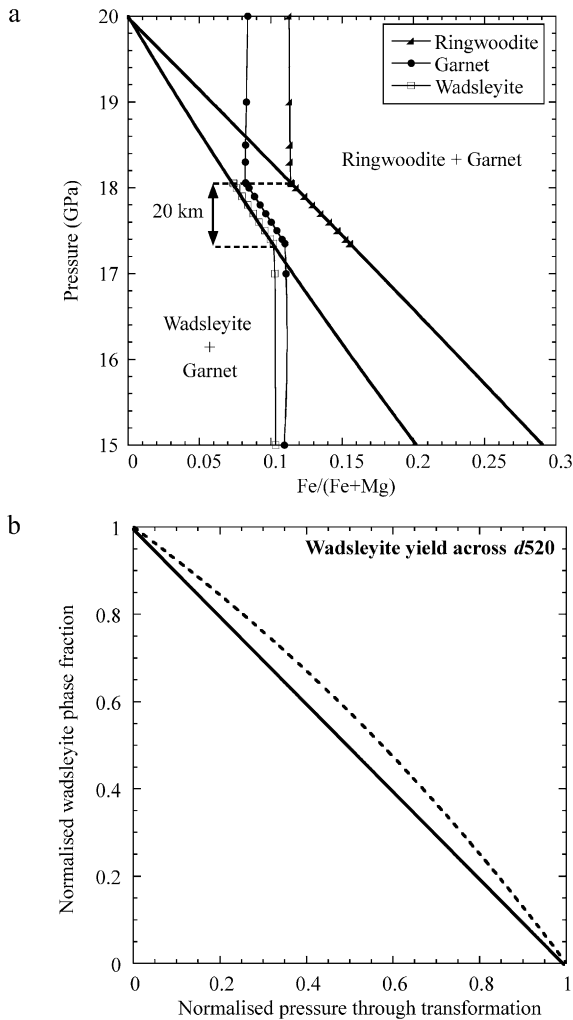 a
20
19
18
17
16
15
Pressure (GPa)
Ringwoodite
Garnet
Wadsleyite
Ringwoodite + Garnet
20 km
Wadsleyite
+
Garnet
0
0.05
0.1
0.15
0.2
0.25
0.3
Fe/(Fe+Mg)
b
Wadsleyite yield across d520
1
0.8
0.6
0.4
0.2
0
Normalised wadsleyite phase fraction
0
0.2
0.4
0.6
0.8
1
Normalised pressure through transformation